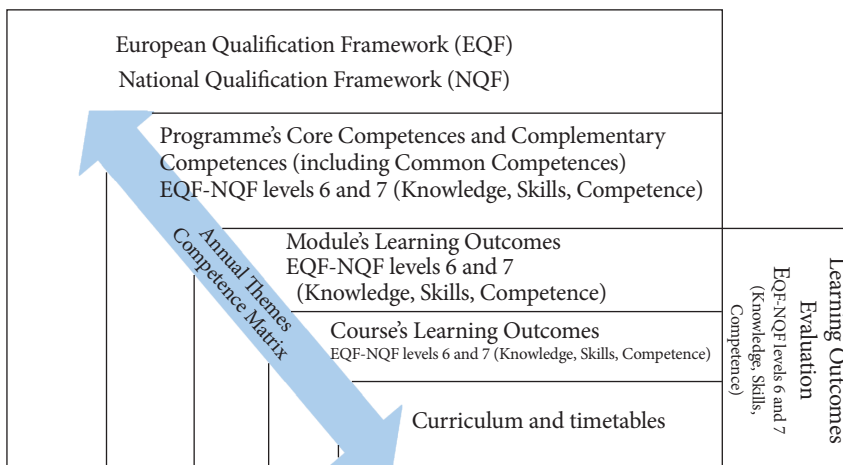 European Qualification Framework (EQF)
National Qualification Framework (NQF)
Programme's Core Competences and Complementary
Competences (including Common Competences)
EQF-NQF levels 6 and 7 (Knowledge, Skills, Competence)
Annual Themes
Competence Matrix
Module's Learning Outcomes
EQF-NQF levels 6 and 7
(Knowledge, Skills, Competence)
Course's Learning Outcomes
EQF-NQF levels 6 and 7 (Knowledge, Skills, Competence)
Curriculum and timetables
Learning Outcomes
Evaluation
EQF-NQF levels 6 and 7
(Knowledge, Skills,
Competence)